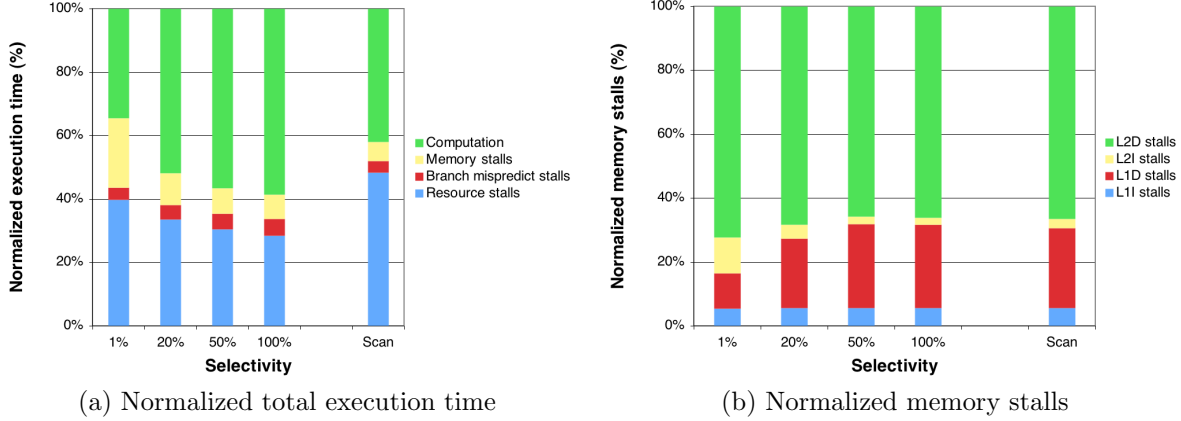 Normalized execution time (%)
100%
80%
60%
40%
20%
0%
1%
20%
50%
100%
Scan
Selectivity
Computation
Memory stalls
Branch mispredict stalls
Resource stalls
(a) Normalized total execution time
Normalized memory stalls (%)
100%
80%
60%
40%
20%
0%
1%
20%
50%
100%
Scan
Selectivity
L2D stalls
L2I stalls
L1D stalls
L1I stalls
(b) Normalized memory stalls